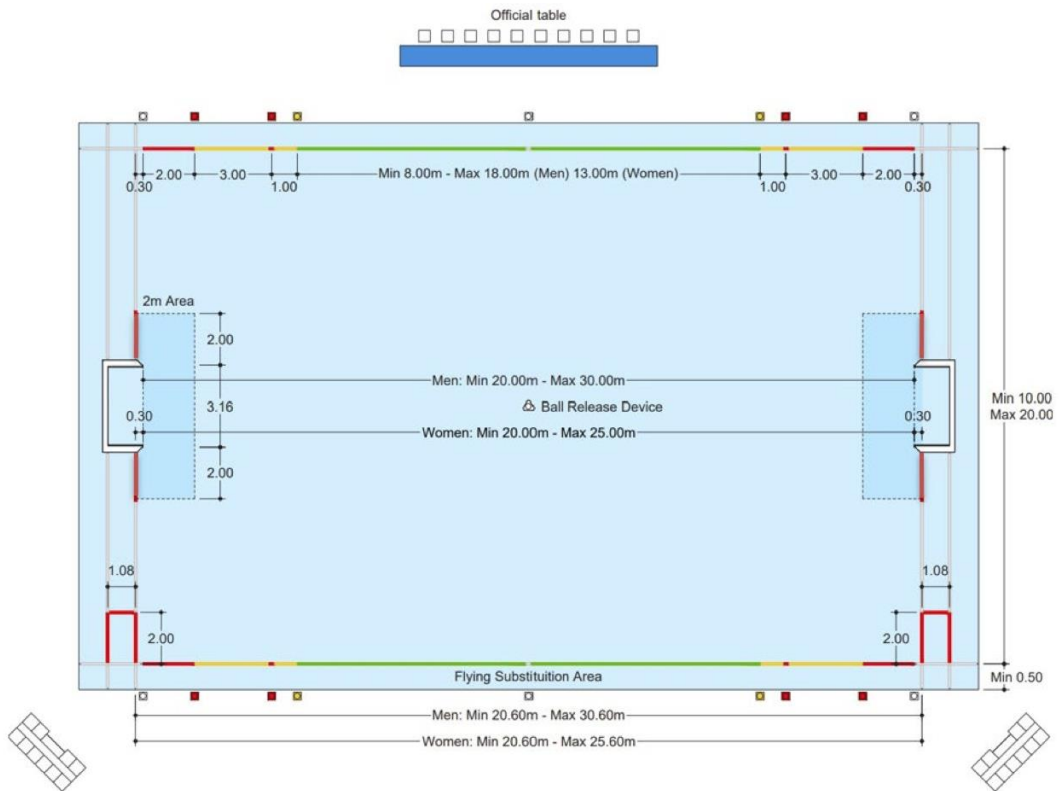 Official table
2.00
3.00
Min 8.00m - Max 18.00m (Men) 13.00m (Women)
3.00
2.00
0.30
1.00
1.00
0.30
2m Area
2.00
Men: Min 20.00m - Max 30.00m
3.16
Min 10.00
Max 20.00
0.30
Ball Release Device
0.30
Women: Min 20.00m - Max 25.00m
2.00
1.08
1.08
2.00
2.00
Flying Substituition Area
Min 0.50
Men: Min 20.60m - Max 30.60m
Women: Min 20.60m - Max 25.60m